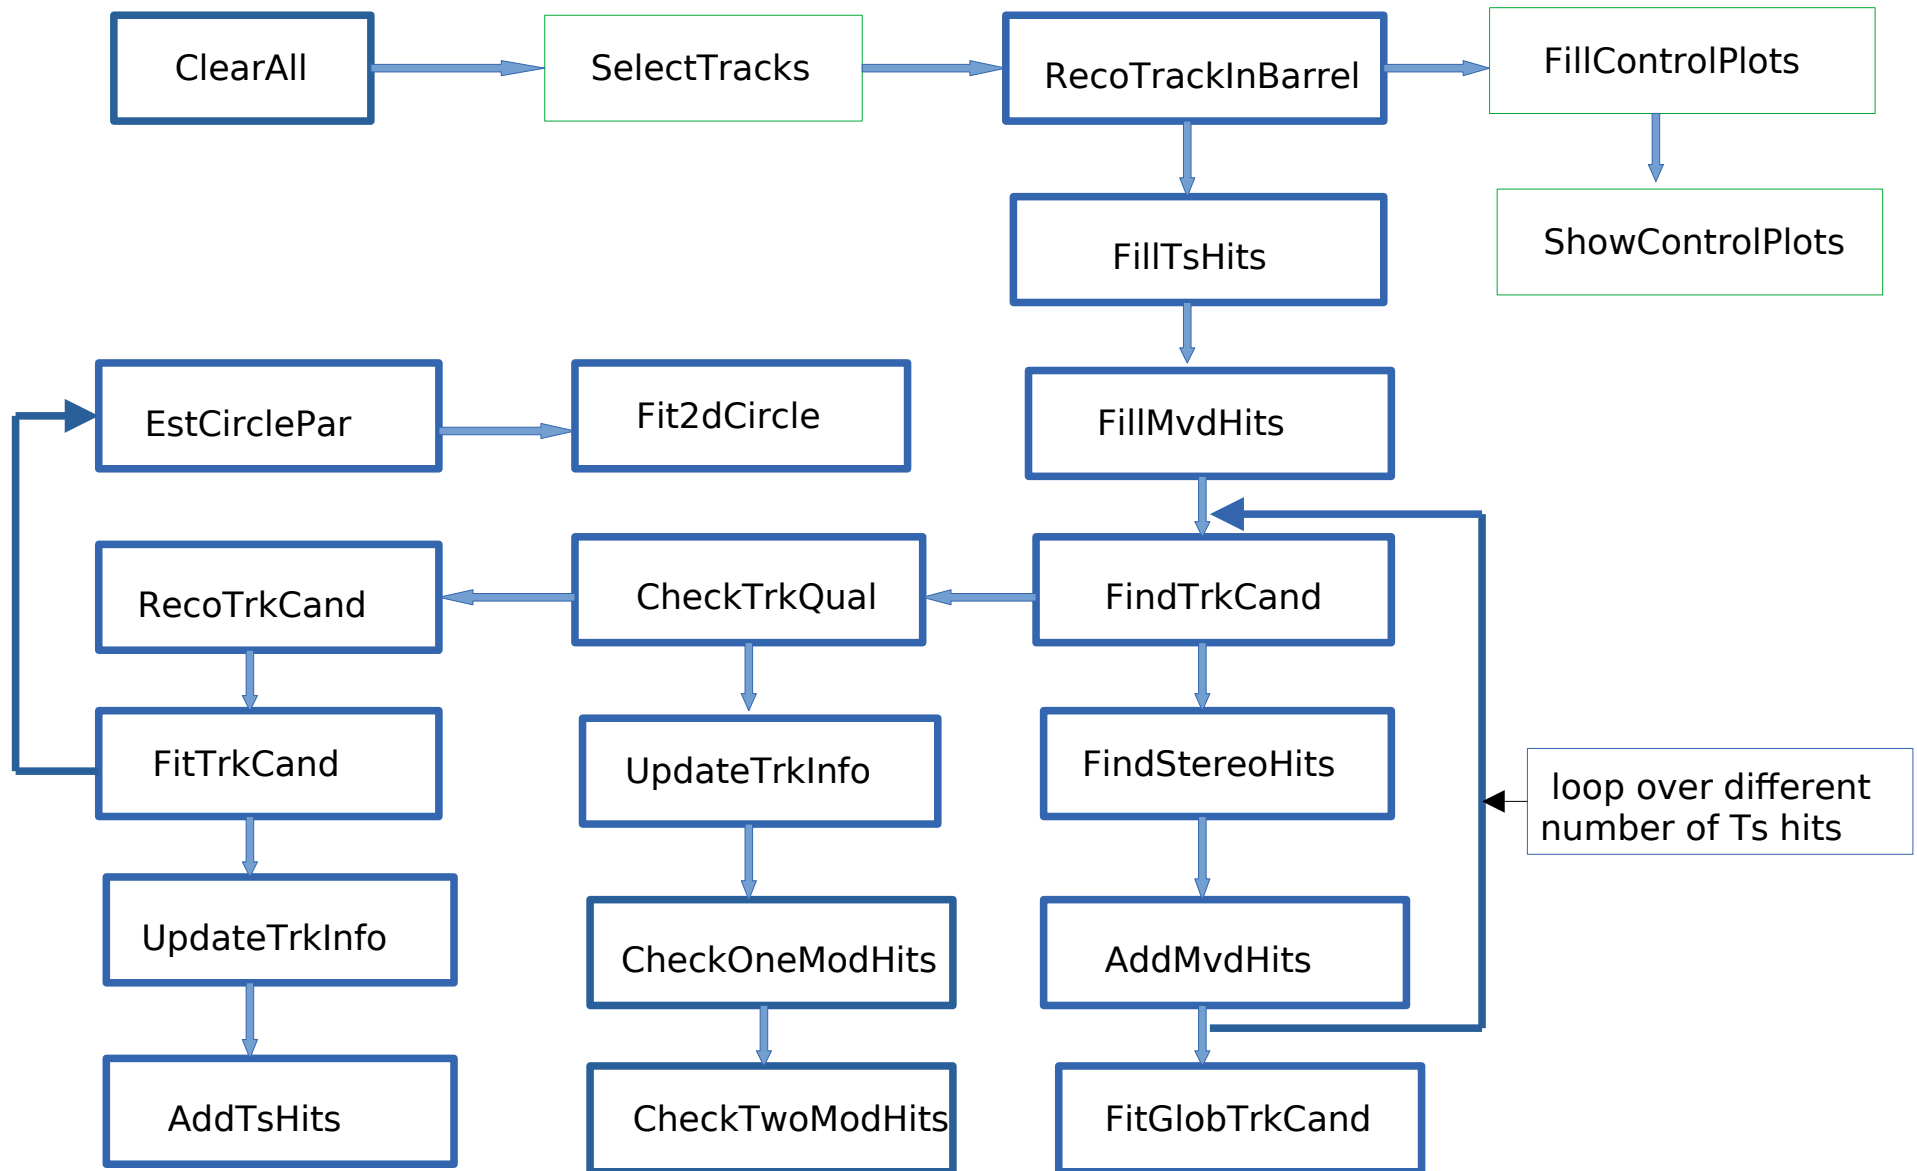 ClearAll
SelectTracks
RecoTrackInBarrel
FillControlPlots
FillTsHits
ShowControlPlots
EstCirclePar
Fit2dCircle
FillMvdHits
RecoTrkCand
CheckTrkQual
FindTrkCand
FitTrkCand
UpdateTrkInfo
FindStereoHits
loop over different
number of Ts hits
UpdateTrkInfo
CheckOneModHits
AddMvdHits
AddTsHits
CheckTwoModHits
FitGlobTrkCand